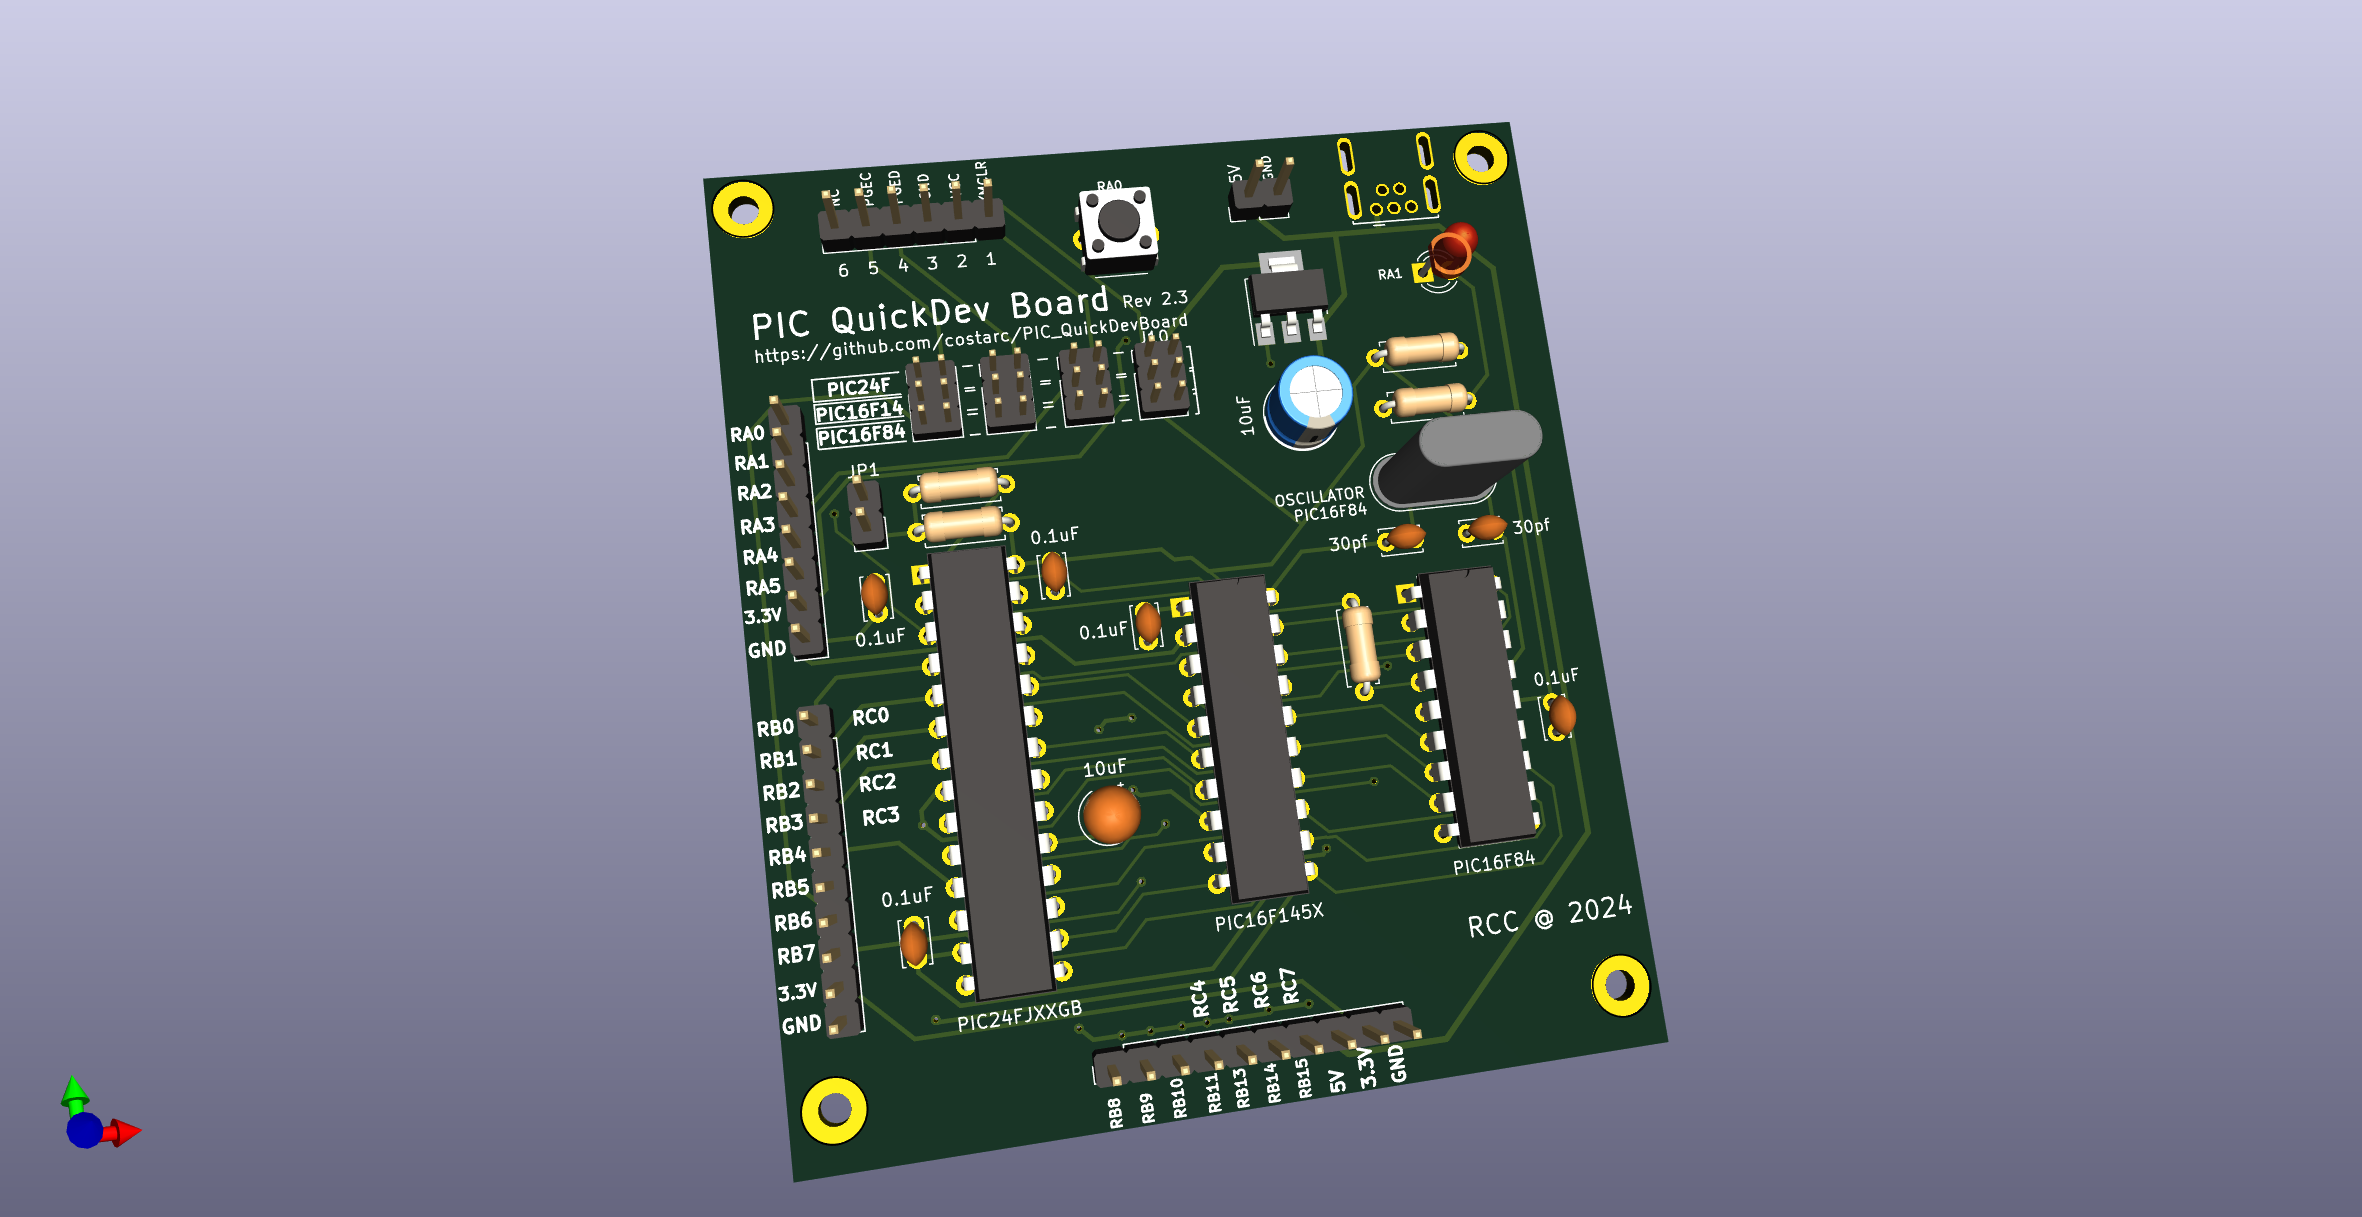 NC
PGEC
PGED
GND
VCC
/MCLR
6 5 4 3 2 1
RA0
5V
GND
RA1
PIC QuickDev Board Rev 2.3
https://github.com/costarc/PIC_QuickDevBoard
J10
PIC24F
PIC16F14
PIC16F84
10uF
RA0
RA1
RA2
RA3
RA4
RA5
3.3V
GND
JP1
OSCILLATOR
PIC16F84
30pf
30pf
0.1uF
0.1uF
0.1uF
0.1uF
RB0
RB1
RB2
RB3
RB4
RB5
RB6
RB7
3.3V
GND
RC0
RC1
RC2
RC3
10uF
+
0.1uF
PIC24FJXXGB
PIC16F145X
PIC16F84
RCC @ 2024
RC4
RC5
RC6
RC7
RB8
RB9
RB10
RB11
RB13
RB14
RB15
5V
3.3V
GND